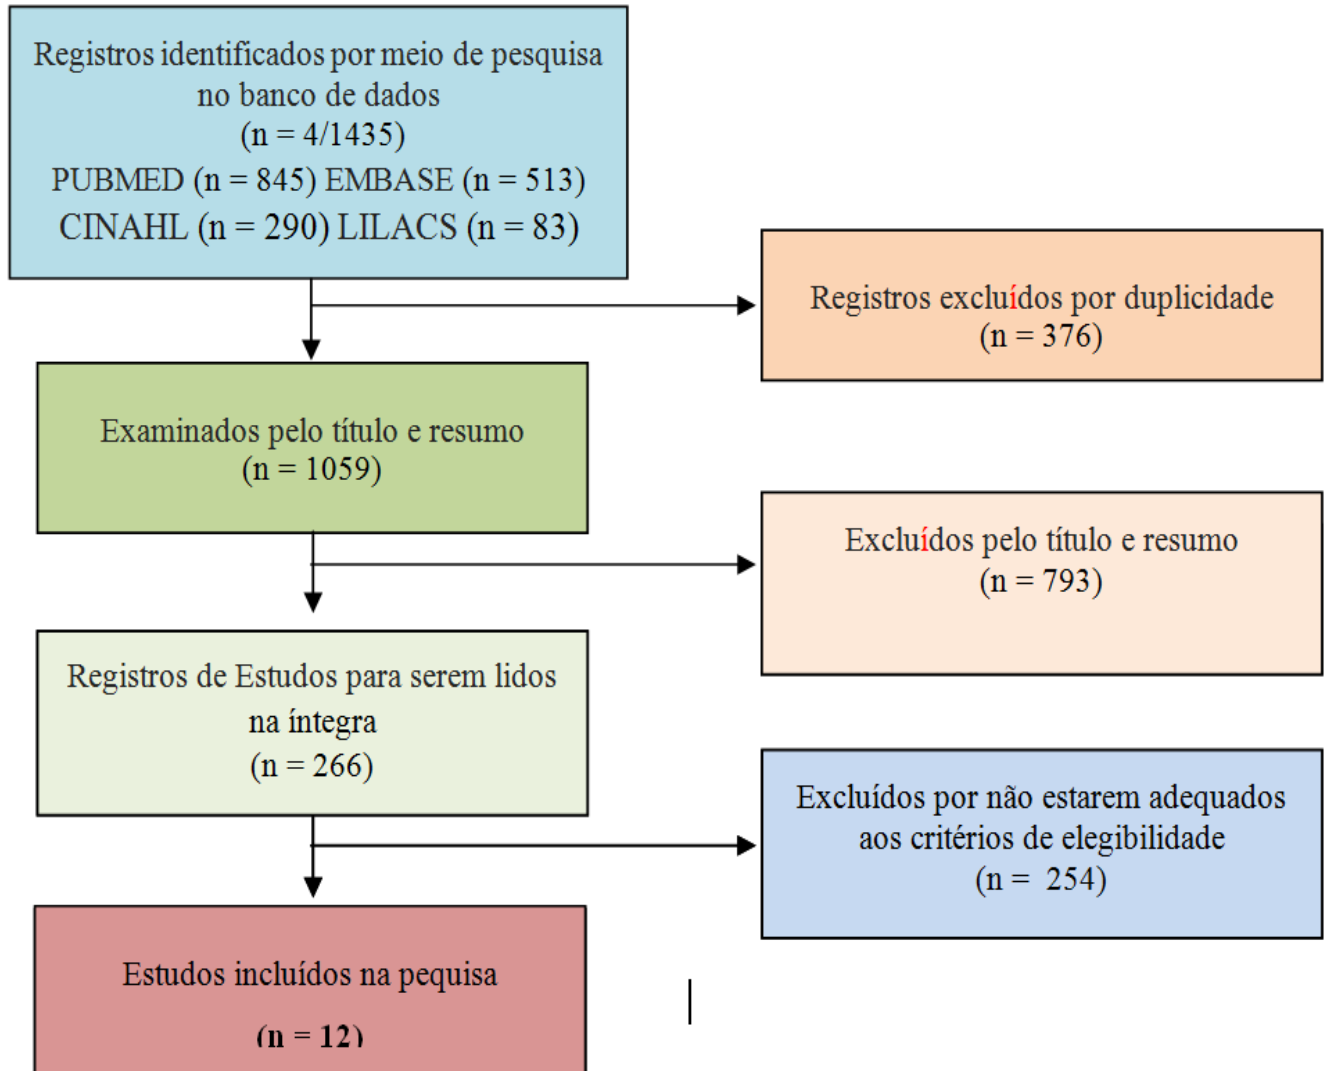 Registros identificados por meio de pesquisa
no banco de dados
(n = 4/1435)
PUBMED (n = 845) EMBASE (n = 513)
CINAHL (n = 290) LILACS (n = 83)
Registros excluídos por duplicidade
(n = 376)
Examinados pelo título e resumo
(n = 1059)
Excluídos pelo título e resumo
(n = 793)
Registros de Estudos para serem lidos
na íntegra
(n = 266)
Excluídos por não estarem adequados
aos critérios de elegibilidade
(n = 254)
Estudos incluídos na pequisa
(n = 12)